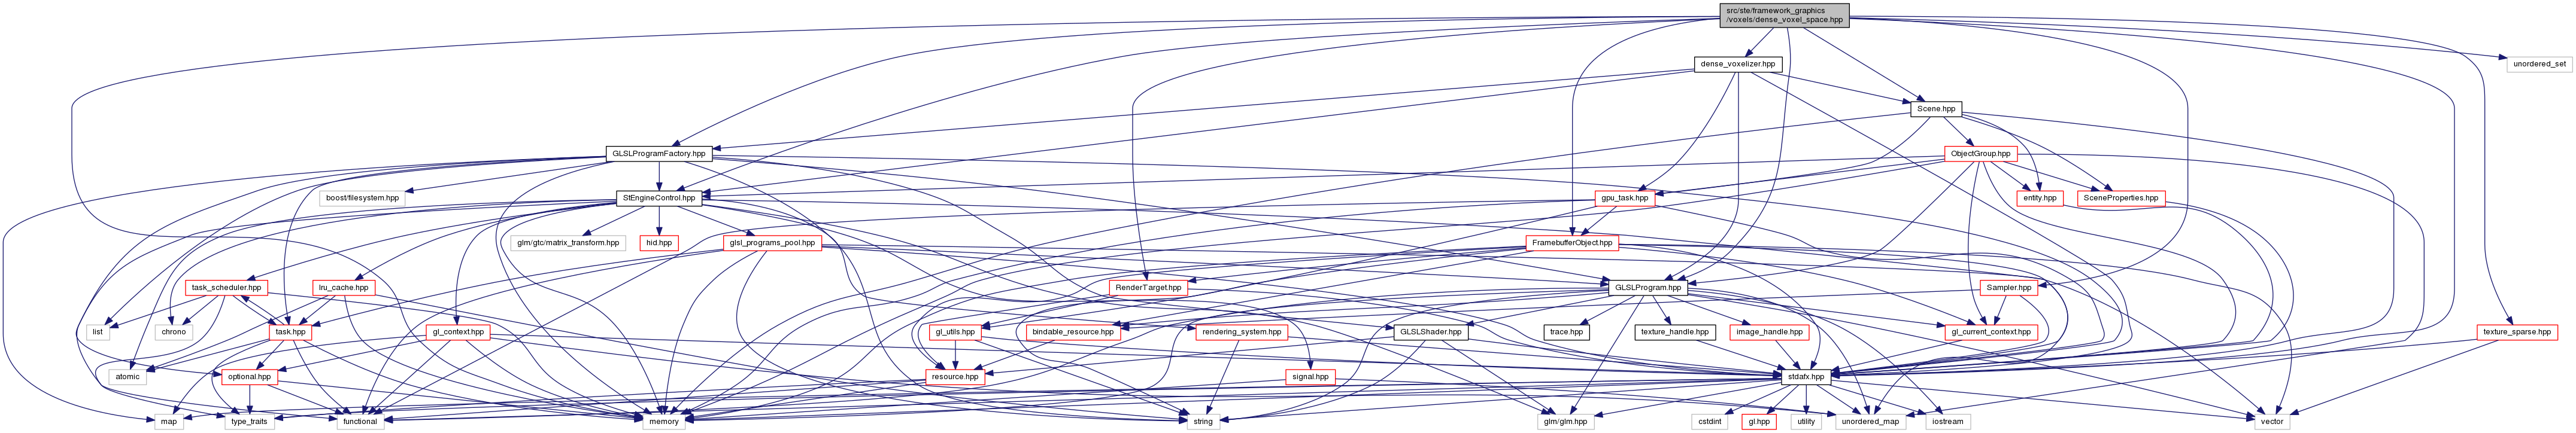 src/ste/framework_graphics
/voxels/dense_voxel_space.hpp
dense_voxelizer.hpp
unordered_set
Scene.hpp
GLSLProgramFactory.hpp
ObjectGroup.hpp
boost/filesystem.hpp
StEngineControl.hpp
gpu_task.hpp
entity.hpp
SceneProperties.hpp
glm/gtc/matrix_transform.hpp
hid.hpp
glsl_programs_pool.hpp
FramebufferObject.hpp
task_scheduler.hpp
lru_cache.hpp
RenderTarget.hpp
GLSLProgram.hpp
Sampler.hpp
list
chrono
task.hpp
gl_context.hpp
gl_utils.hpp
bindable_resource.hpp
rendering_system.hpp
GLSLShader.hpp
trace.hpp
texture_handle.hpp
image_handle.hpp
gl_current_context.hpp
texture_sparse.hpp
atomic
optional.hpp
resource.hpp
signal.hpp
stdafx.hpp
map
type_traits
functional
memory
string
glm/glm.hpp
cstdint
gl.hpp
utility
unordered_map
iostream
vector